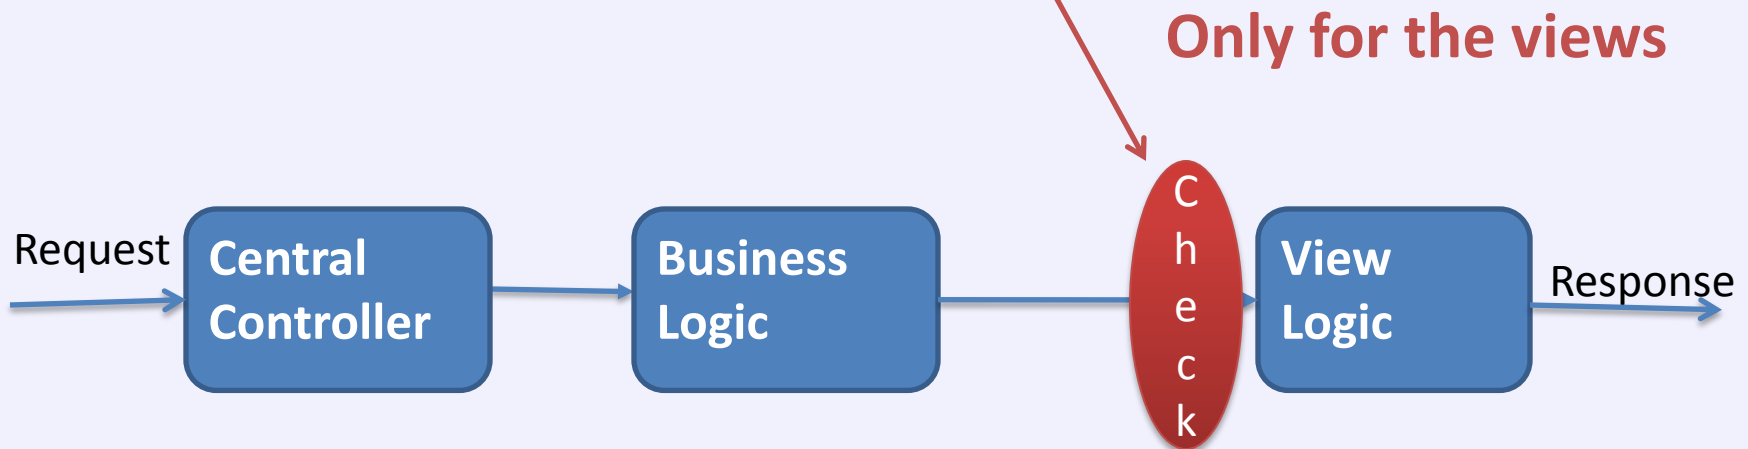 Only for the views
Request
Central
Controller
Business
Logic
C
h
e
c
k
View
Logic
Response